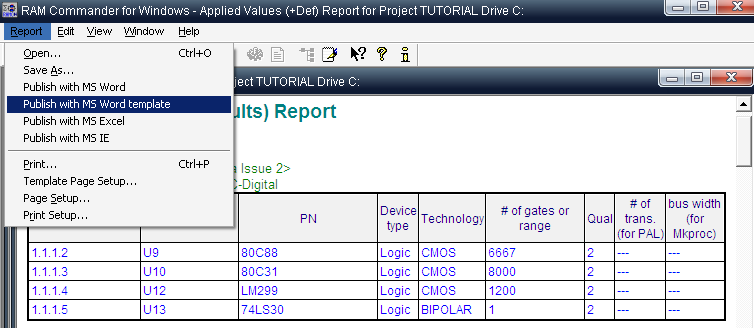 RAM Commander for Windows - Applied Values (+Def) Report for Project TUTORIAL Drive C:
Report Edit View Window ?
Open... Ctrl+O
Save As...
Publish with MS Word
Publish with MS Word template
Publish with MS Excel
Publish with MS IE
Print... Ctrl+P
Template Page Setup...
Page Setup...
Print Setup...
ject TUTORIAL Drive C:
ults) Report
a Issue 2>
C-Digital
PN Device type Technology # of gates or range Qual # of trans. (for PAL) bus width (for Mkproc)
1.1.1.2 U9 80C88 Logic CMOS 6667 2 --- ---
1.1.1.3 U10 80C31 Logic CMOS 8000 2 --- ---
1.1.1.4 U12 LM299 Logic CMOS 1200 2 --- ---
1.1.1.5 U13 74LS30 Logic BIPOLAR 1 2 --- ---